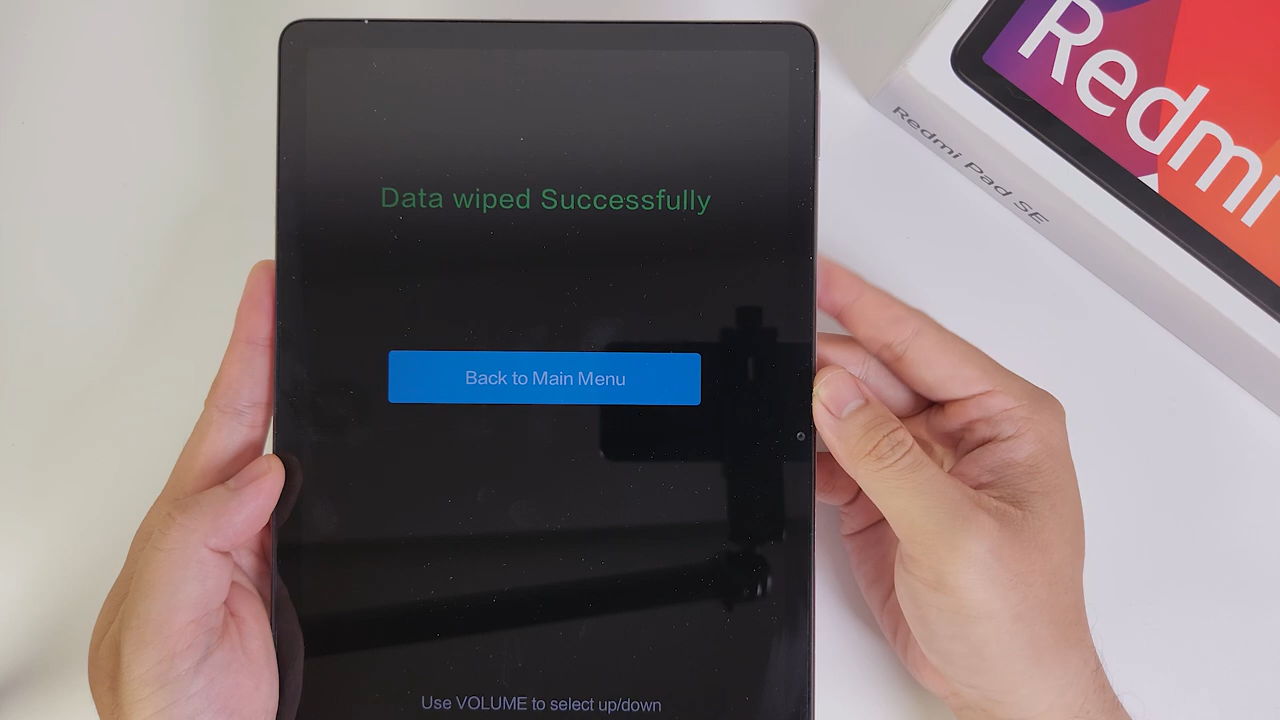 Data wiped Successfully
Back to Main Menu
Use VOLUME to select up/down
Redmi
Redmi Pad SE